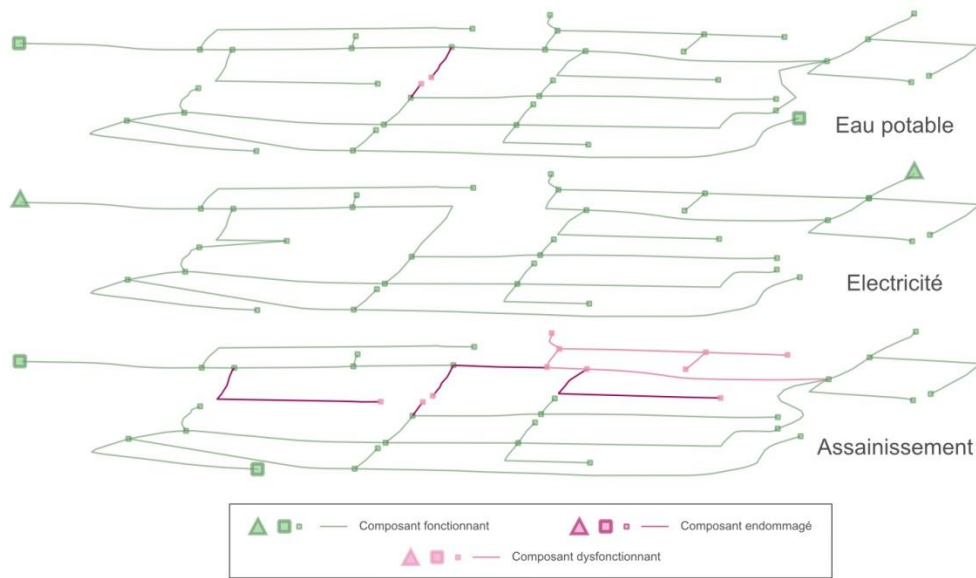 Eau potable
Electricité
Assainissement
Composant fonctionnant
Composant endommagé
Composant dysfonctionnant